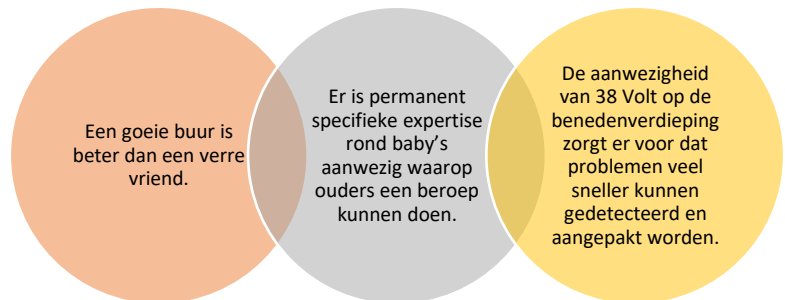 Een goeie buur is
beter dan een verre
vriend.
Er is permanent
specifieke expertise
rond baby's
aanwezig waarop
ouders een beroep
kunnen doen.
De aanwezigheid
van 38 Volt op de
benedenverdieping
zorgt er voor dat
problemen veel
sneller kunnen
gedetecteerd en
aangepakt worden.